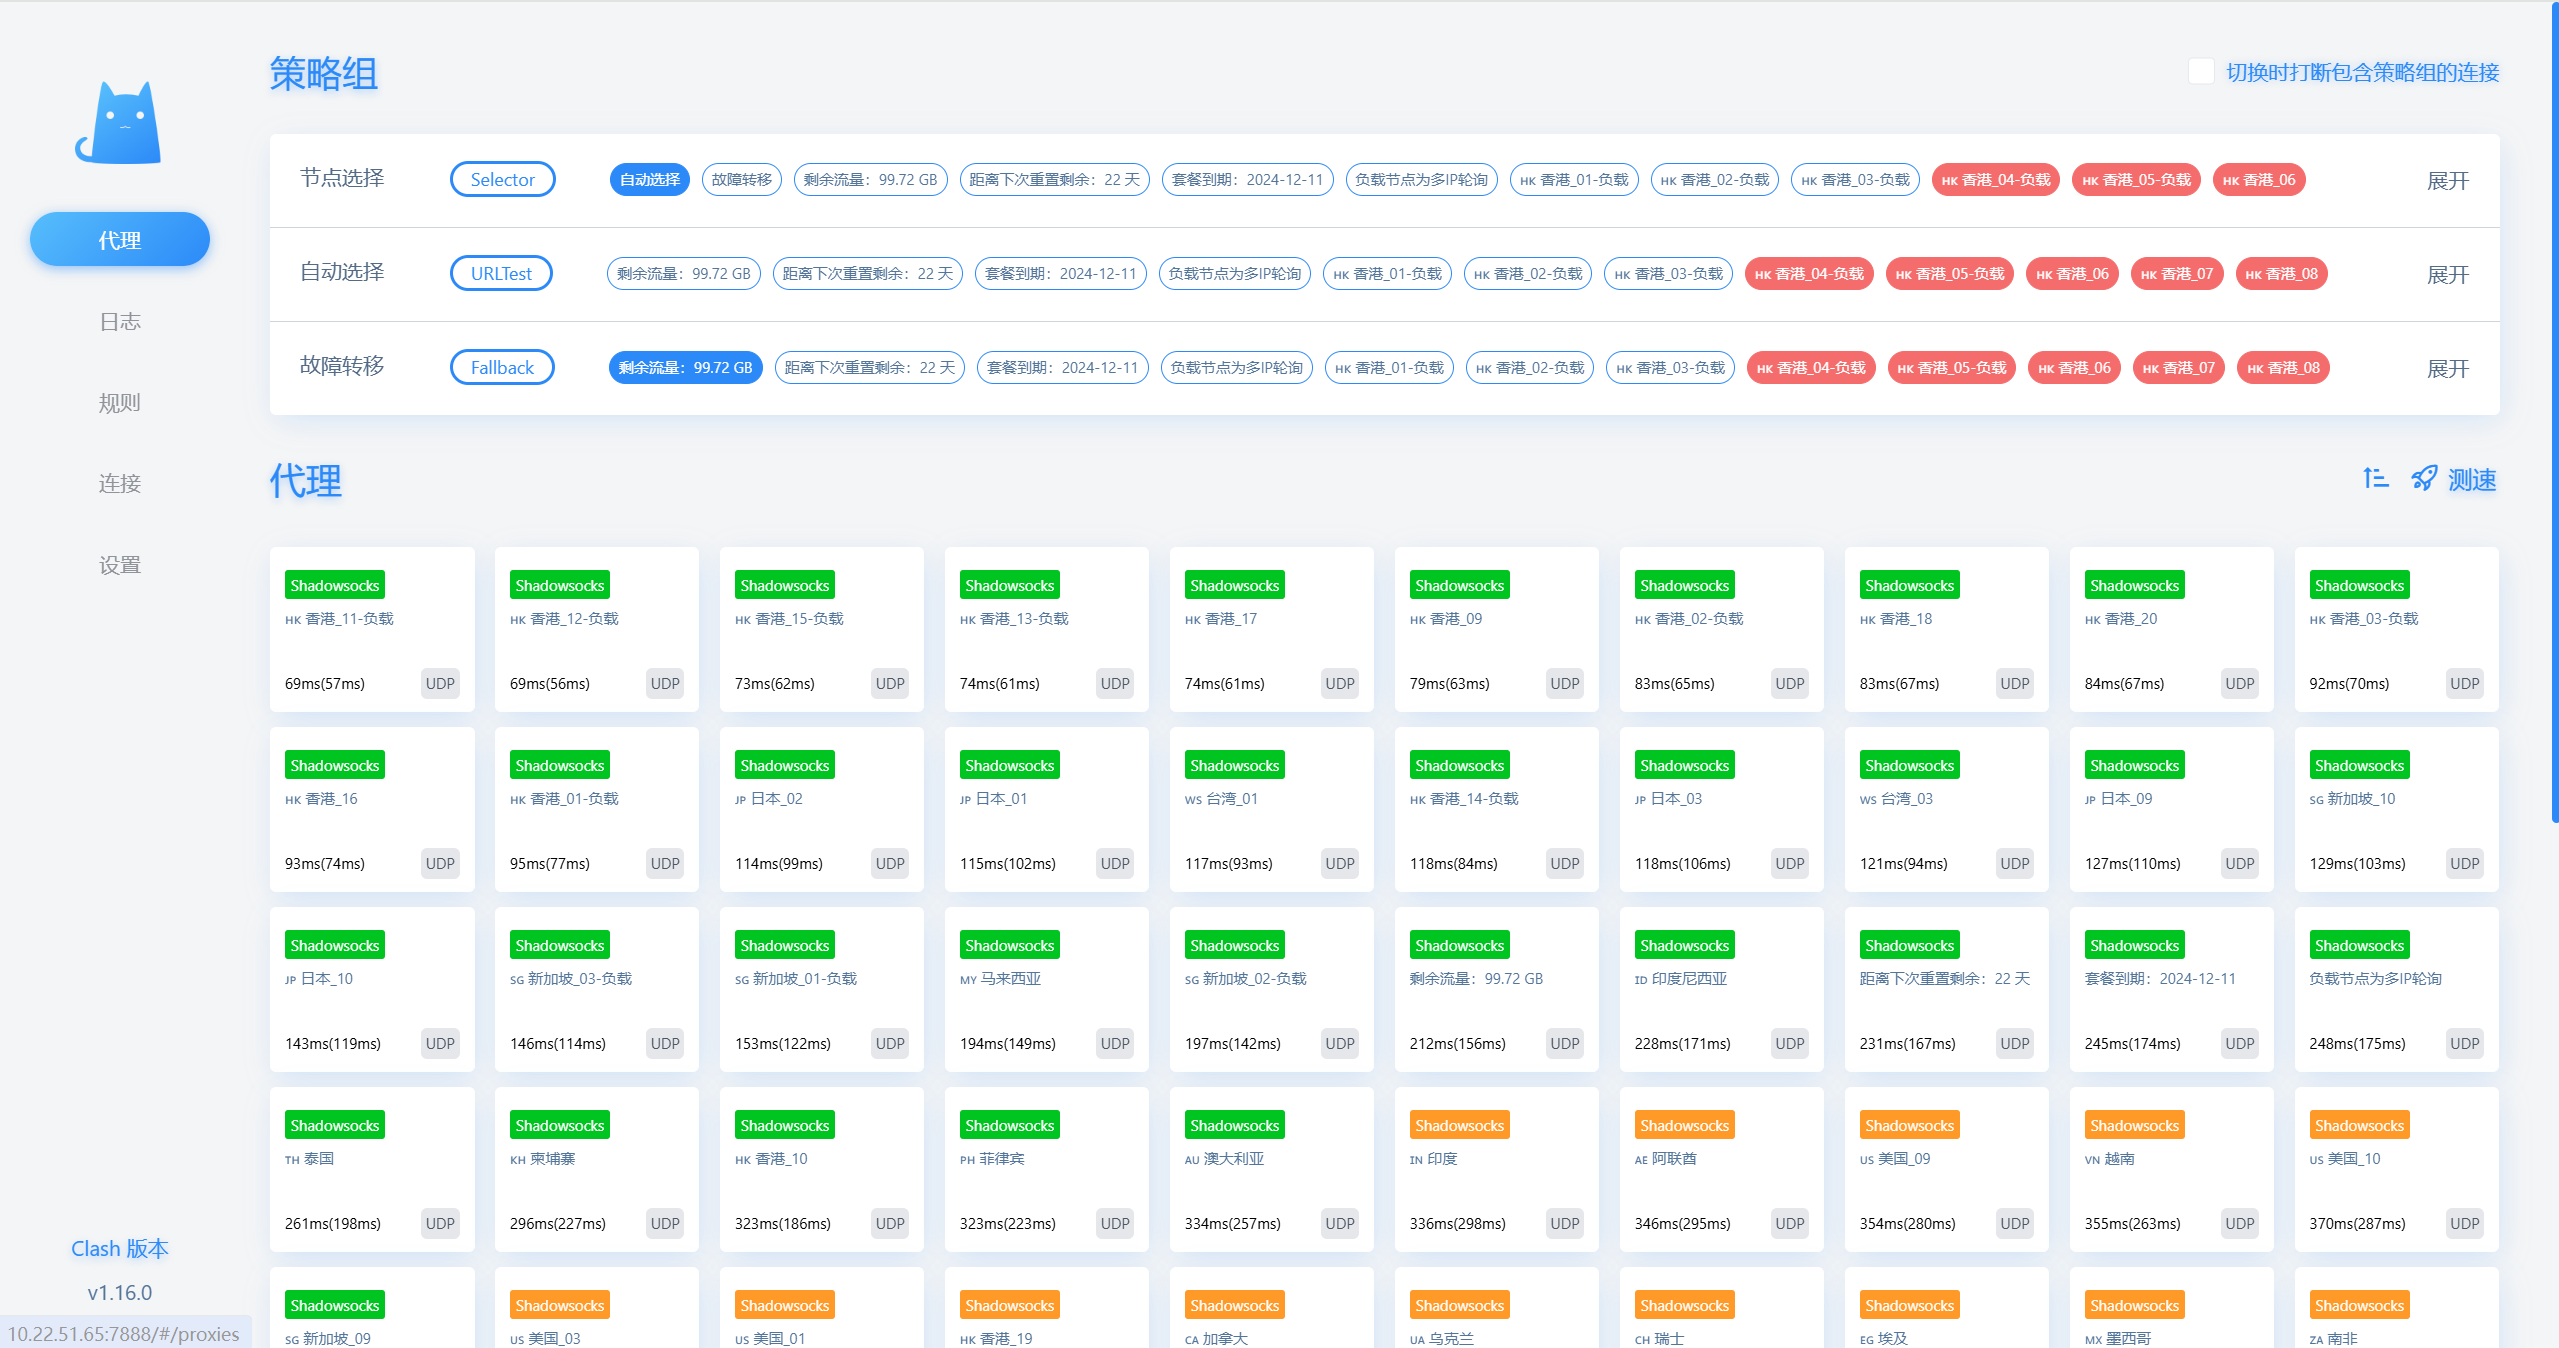 策略组
切换时打断包含策略组的连接
代理
日志
规则
连接
设置
节点选择 Selector 自动选择 故障转移 剩余流量：99.72 GB 距离下次重置剩余：22 天 套餐到期：2024-12-11 负载节点为多IP轮询 HK 香港_01-负载 HK 香港_02-负载 HK 香港_03-负载 HK 香港_04-负载 HK 香港_05-负载 HK 香港_06 展开
自动选择 URLTest 剩余流量：99.72 GB 距离下次重置剩余：22 天 套餐到期：2024-12-11 负载节点为多IP轮询 HK 香港_01-负载 HK 香港_02-负载 HK 香港_03-负载 HK 香港_04-负载 HK 香港_05-负载 HK 香港_06 HK 香港_07 HK 香港_08 展开
故障转移 Fallback 剩余流量：99.72 GB 距离下次重置剩余：22 天 套餐到期：2024-12-11 负载节点为多IP轮询 HK 香港_01-负载 HK 香港_02-负载 HK 香港_03-负载 HK 香港_04-负载 HK 香港_05-负载 HK 香港_06 HK 香港_07 HK 香港_08 展开
代理 测速
Shadowsocks Shadowsocks Shadowsocks Shadowsocks Shadowsocks Shadowsocks Shadowsocks Shadowsocks Shadowsocks Shadowsocks
HK 香港_11-负载 HK 香港_12-负载 HK 香港_15-负载 HK 香港_13-负载 HK 香港_17 HK 香港_09 HK 香港_02-负载 HK 香港_18 HK 香港_20 HK 香港_03-负载
69ms(57ms) UDP 69ms(56ms) UDP 73ms(62ms) UDP 74ms(61ms) UDP 74ms(61ms) UDP 79ms(63ms) UDP 83ms(65ms) UDP 83ms(67ms) UDP 84ms(67ms) UDP 92ms(70ms) UDP
Shadowsocks Shadowsocks Shadowsocks Shadowsocks Shadowsocks Shadowsocks Shadowsocks Shadowsocks Shadowsocks Shadowsocks
HK 香港_16 HK 香港_01-负载 JP 日本_02 JP 日本_01 WS 台湾_01 HK 香港_14-负载 JP 日本_03 WS 台湾_03 JP 日本_09 SG 新加坡_10
93ms(74ms) UDP 95ms(77ms) UDP 114ms(99ms) UDP 115ms(102ms) UDP 117ms(93ms) UDP 118ms(84ms) UDP 118ms(106ms) UDP 121ms(94ms) UDP 127ms(110ms) UDP 129ms(103ms) UDP
Shadowsocks Shadowsocks Shadowsocks Shadowsocks Shadowsocks Shadowsocks Shadowsocks Shadowsocks Shadowsocks Shadowsocks
JP 日本_10 SG 新加坡_03-负载 SG 新加坡_01-负载 MY 马来西亚 SG 新加坡_02-负载 剩余流量：99.72 GB ID 印度尼西亚 距离下次重置剩余：22 天 套餐到期：2024-12-11 负载节点为多IP轮询
143ms(119ms) UDP 146ms(114ms) UDP 153ms(122ms) UDP 194ms(149ms) UDP 197ms(142ms) UDP 212ms(156ms) UDP 228ms(171ms) UDP 231ms(167ms) UDP 245ms(174ms) UDP 248ms(175ms) UDP
Shadowsocks Shadowsocks Shadowsocks Shadowsocks Shadowsocks Shadowsocks Shadowsocks Shadowsocks Shadowsocks Shadowsocks
TH 泰国 KH 柬埔寨 HK 香港_10 PH 菲律宾 AU 澳大利亚 IN 印度 AE 阿联酋 US 美国_09 VN 越南 US 美国_10
261ms(198ms) UDP 296ms(227ms) UDP 323ms(186ms) UDP 323ms(223ms) UDP 334ms(257ms) UDP 336ms(298ms) UDP 346ms(295ms) UDP 354ms(280ms) UDP 355ms(263ms) UDP 370ms(287ms) UDP
Shadowsocks Shadowsocks Shadowsocks Shadowsocks Shadowsocks Shadowsocks Shadowsocks Shadowsocks Shadowsocks Shadowsocks
SG 新加坡_09 US 美国_03 US 美国_01 HK 香港_19 CA 加拿大 UA 乌克兰 CH 瑞士 EG 埃及 MX 墨西哥 ZA 南非
Clash 版本
v1.16.0
10.22.51.65:7888/#/proxies